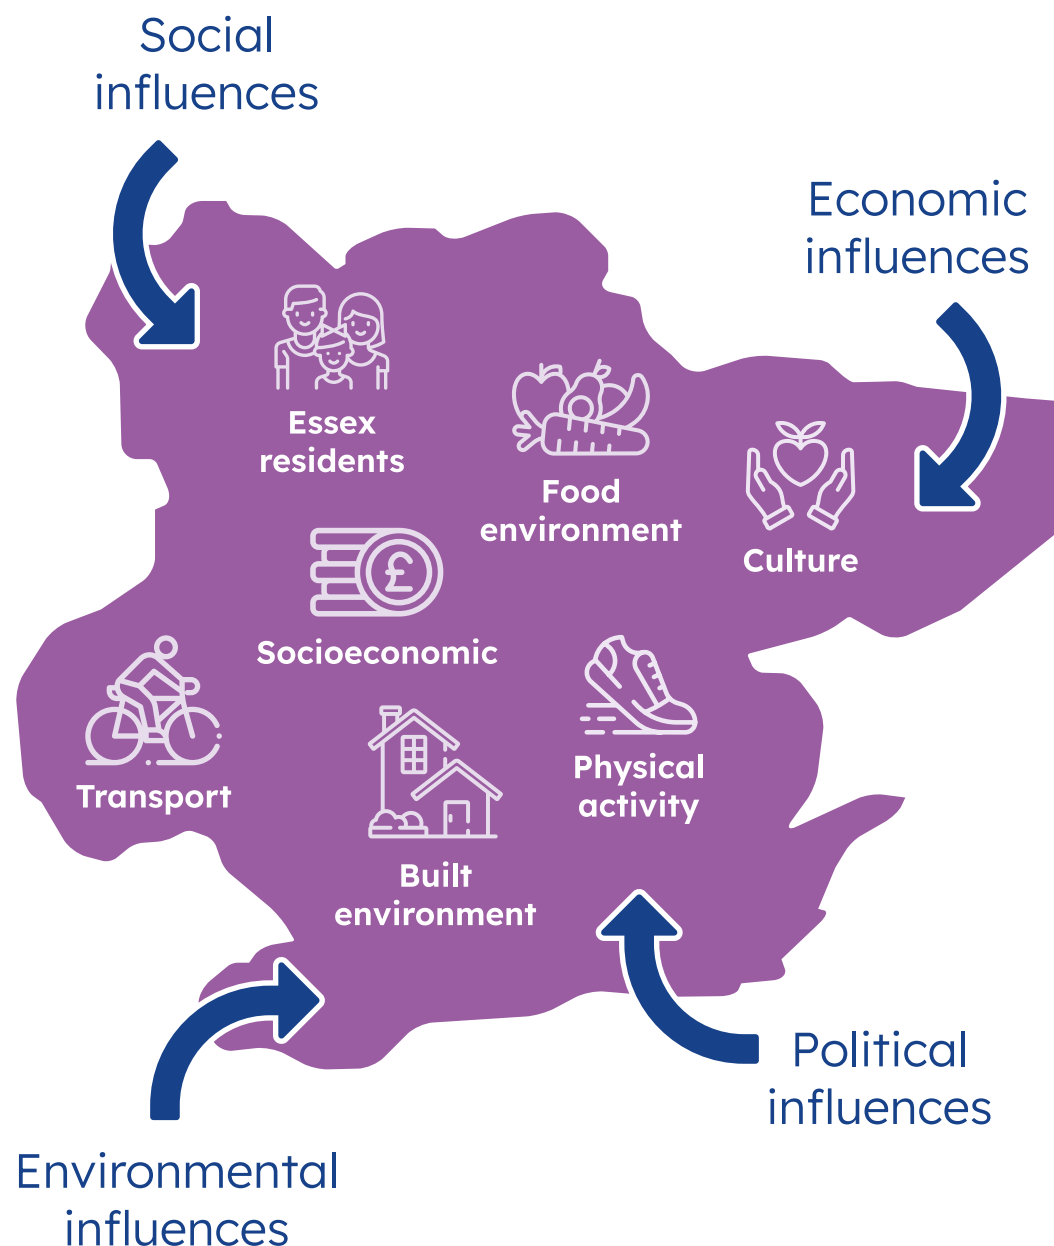 Social
influences
Economic
influences
Essex
residents
Food
environment
Culture
£
Socioeconomic
Transport
Physical
activity
Built
environment
Political
influences
Environmental
influences